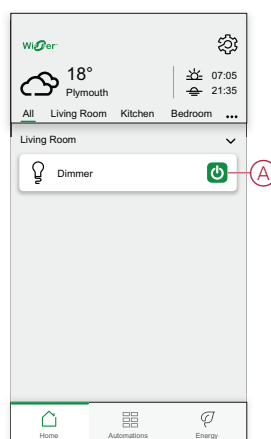 Wiser
18°
Plymouth
07:05
21:35
All Living Room Kitchen Bedroom •••
Living Room
Dimmer
A
Home Automations Energy